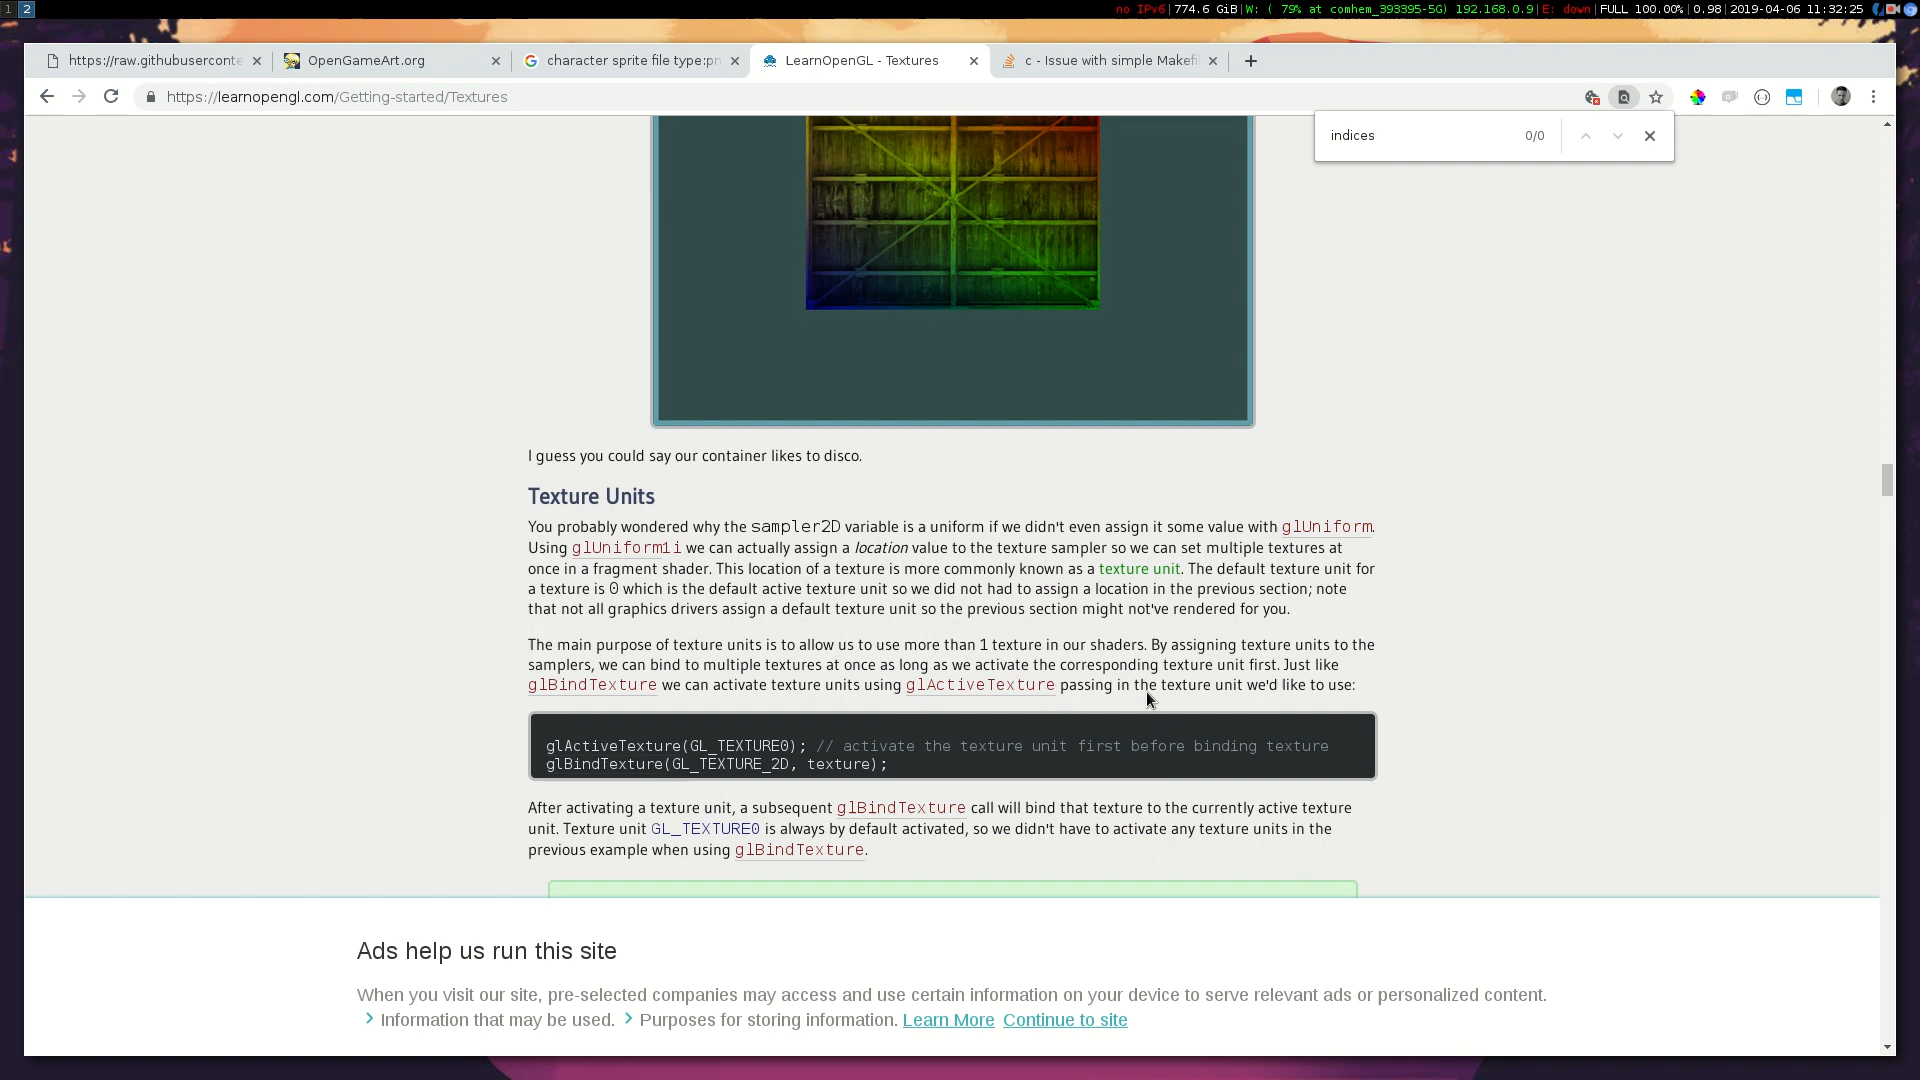 1 2 no IPv6|774.6 GiB|W: ( 79% at comhem_393395-5G) 192.168.0.9|E: down|FULL 100.00%|0.98|2019-04-06 11:32:25
https://raw.githubuserconte OpenGameArt.org character sprite file type:pn LearnOpenGL - Textures c - Issue with simple Makefi
https://learnopengl.com/Getting-started/Textures
indices 0/0
I guess you could say our container likes to disco.
Texture Units
You probably wondered why the sampler2D variable is a uniform if we didn't even assign it some value with glUniform.
Using glUniform1i we can actually assign a location value to the texture sampler so we can set multiple textures at
once in a fragment shader. This location of a texture is more commonly known as a texture unit. The default texture unit for
a texture is 0 which is the default active texture unit so we did not had to assign a location in the previous section; note
that not all graphics drivers assign a default texture unit so the previous section might not've rendered for you.
The main purpose of texture units is to allow us to use more than 1 texture in our shaders. By assigning texture units to the
samplers, we can bind to multiple textures at once as long as we activate the corresponding texture unit first. Just like
glBindTexture we can activate texture units using glActiveTexture passing in the texture unit we'd like to use:
glActiveTexture(GL_TEXTURE0); // activate the texture unit first before binding texture
glBindTexture(GL_TEXTURE_2D, texture);
After activating a texture unit, a subsequent glBindTexture call will bind that texture to the currently active texture
unit. Texture unit GL_TEXTURE0 is always by default activated, so we didn't have to activate any texture units in the
previous example when using glBindTexture.
Ads help us run this site
When you visit our site, pre-selected companies may access and use certain information on your device to serve relevant ads or personalized content.
Information that may be used. Purposes for storing information. Learn More Continue to site